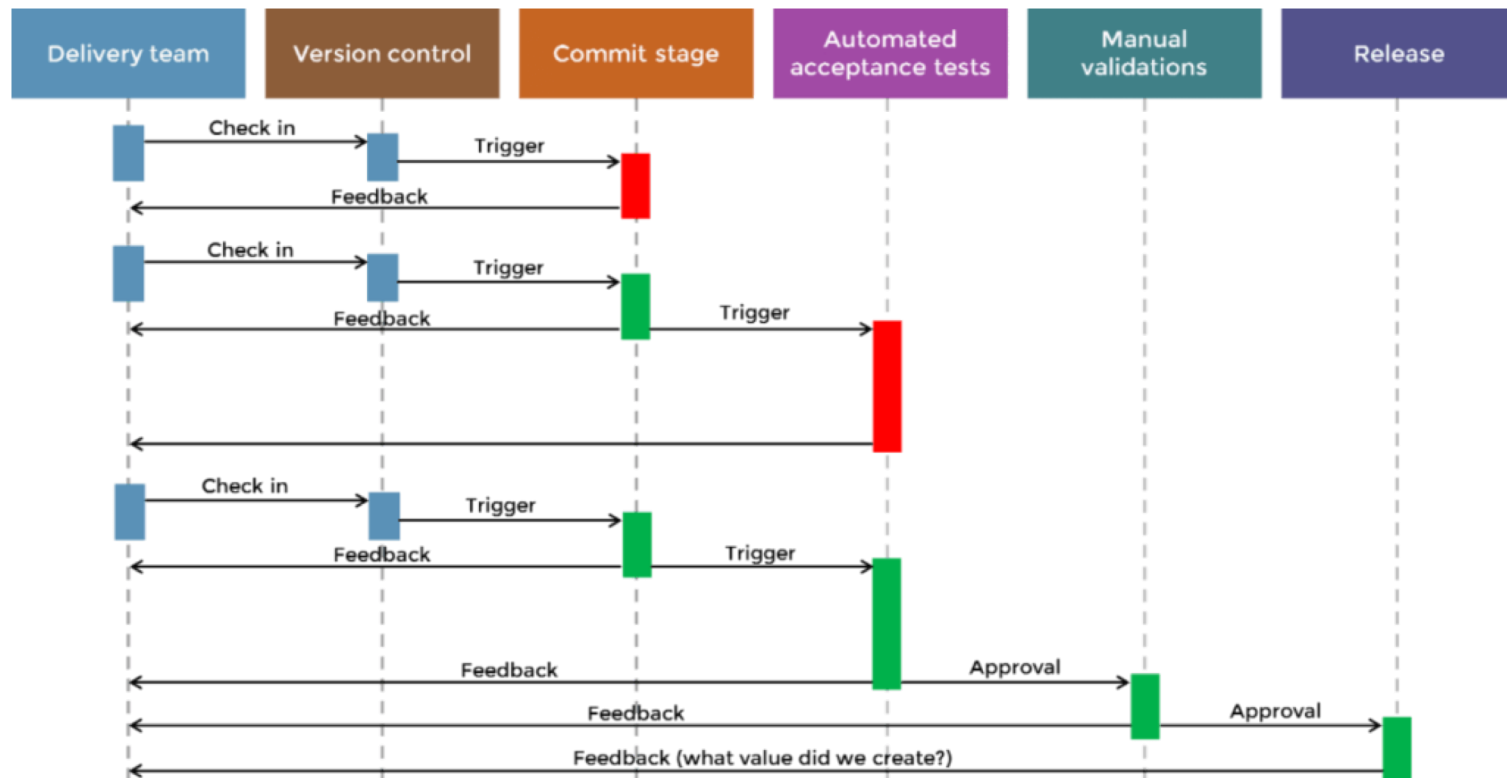 Delivery team
Version control
Commit stage
Automated
acceptance tests
Manual
validations
Release
Check in
Trigger
Feedback
Check in
Trigger
Feedback
Trigger
Check in
Trigger
Feedback
Trigger
Feedback
Approval
Feedback
Approval
Feedback (what value did we create?)